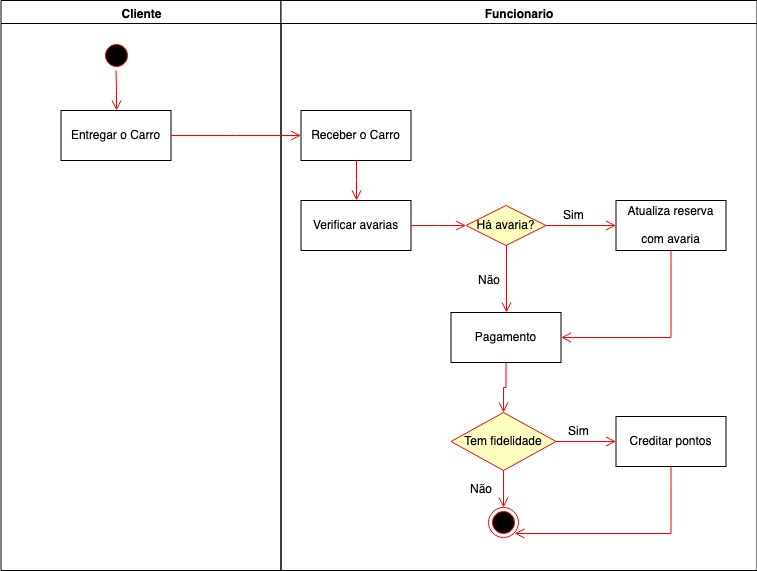 Cliente
Funcionario
Entregar o Carro
Receber o Carro
Verificar avarias
Há avaria?
Sim
Atualiza reserva
com avaria
Não
Pagamento
Tem fidelidade
Sim
Creditar pontos
Não